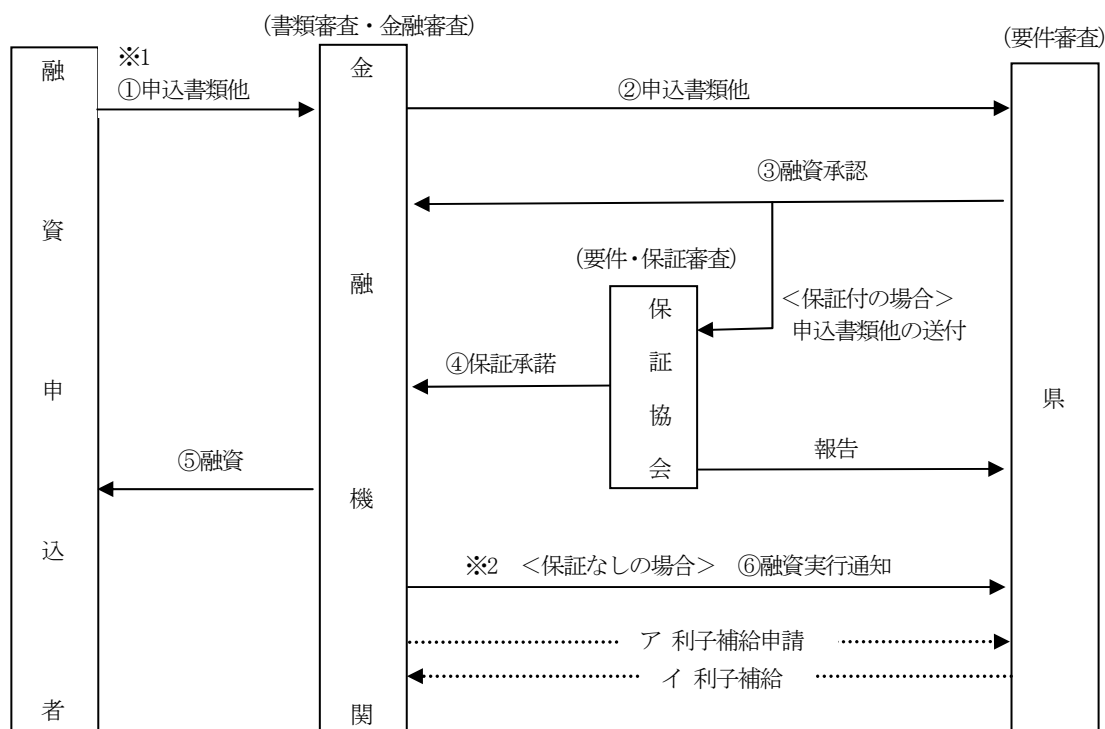 (書類審査・金融審査)
(要件審査)
融資申込者
金融機関
県
※1
①申込書類他
②申込書類他
③融資承認
(要件・保証審査)
保証協会
＜保証付の場合＞
申込書類他の送付
④保証承諾
報告
⑤融資
※2 ＜保証なしの場合＞ ⑥融資実行通知
ア 利子補給申請
イ 利子補給